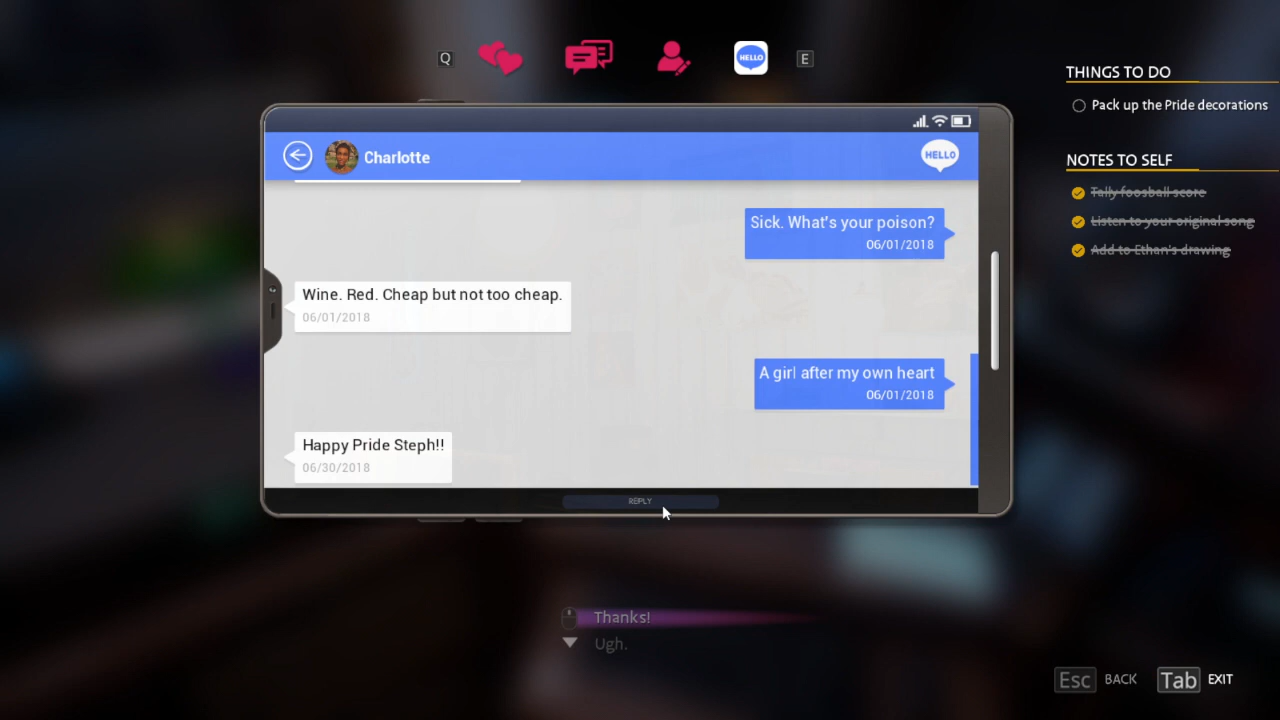 Q
HELLO
E
THINGS TO DO
Pack up the Pride decorations
NOTES TO SELF
Tally foosball score
Listen to your original song
Add to Ethan's drawing
Charlotte
HELLO
Sick. What's your poison?
06/01/2018
Wine. Red. Cheap but not too cheap.
06/01/2018
A girl after my own heart
06/01/2018
Happy Pride Steph!!
06/30/2018
REPLY
Thanks!
Ugh.
Esc BACK Tab EXIT